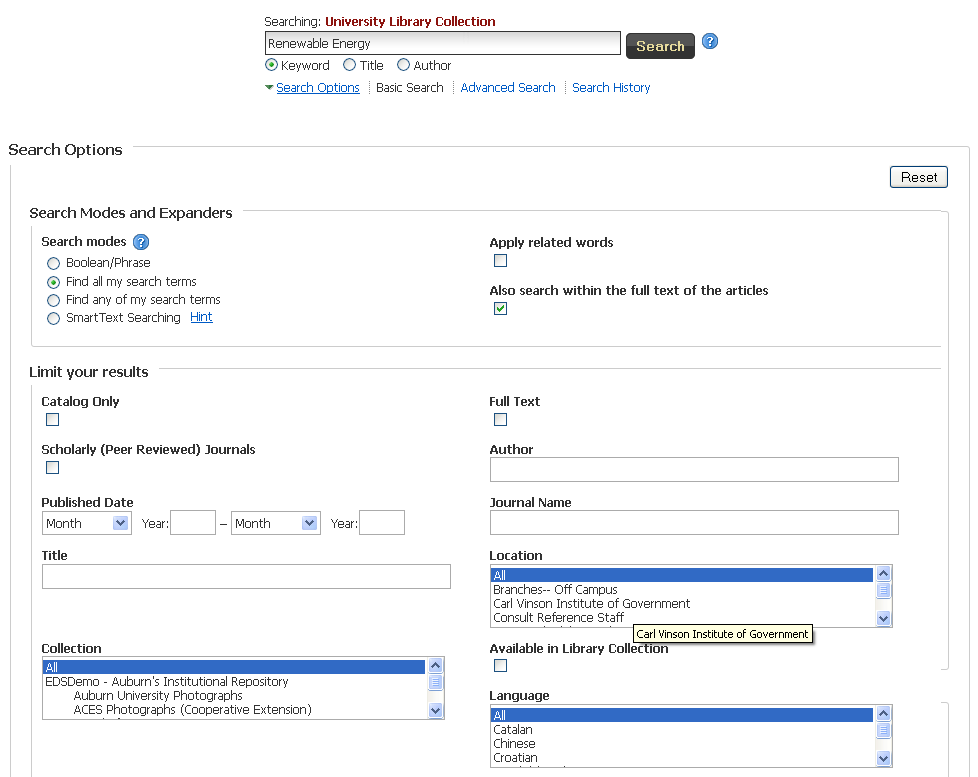 Searching: University Library Collection
Renewable Energy
Search
?
Keyword Title Author
Search Options Basic Search Advanced Search Search History
Search Options
Reset
Search Modes and Expanders
Search modes ?
Boolean/Phrase
Find all my search terms
Find any of my search terms
SmartText Searching Hint
Apply related words
Also search within the full text of the articles
Limit your results
Catalog Only
Full Text
Scholarly (Peer Reviewed) Journals
Author
Published Date
Month Year: – Month Year:
Journal Name
Title
Location
All
Branches-- Off Campus
Carl Vinson Institute of Government
Consult Reference Staff
Carl Vinson Institute of Government
Collection
All
EDSDemo - Auburn's Institutional Repository
Auburn University Photographs
ACES Photographs (Cooperative Extension)
Available in Library Collection
Language
All
Catalan
Chinese
Croatian